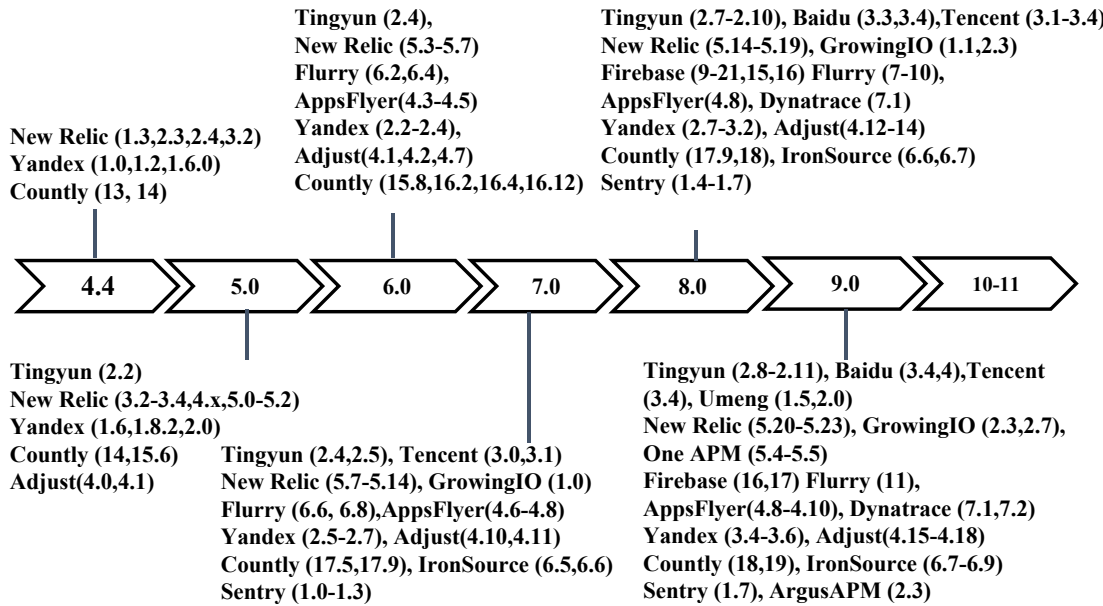 New Relic (1.3,2.3,2.4,3.2)
Yandex (1.0,1.2,1.6.0)
Countly (13, 14)
Tingyun (2.4),
New Relic (5.3-5.7)
Flurry (6.2,6.4),
AppsFlyer(4.3-4.5)
Yandex (2.2-2.4),
Adjust(4.1,4.2,4.7)
Countly (15.8,16.2,16.4,16.12)
Tingyun (2.7-2.10), Baidu (3.3,3.4),Tencent (3.1-3.4)
New Relic (5.14-5.19), GrowingIO (1.1,2.3)
Firebase (9-21,15,16) Flurry (7-10),
AppsFlyer(4.8), Dynatrace (7.1)
Yandex (2.7-3.2), Adjust(4.12-14)
Countly (17.9,18), IronSource (6.6,6.7)
Sentry (1.4-1.7)
4.4
5.0
6.0
7.0
8.0
9.0
10-11
Tingyun (2.2)
New Relic (3.2-3.4,4.x,5.0-5.2)
Yandex (1.6,1.8.2,2.0)
Countly (14,15.6)
Adjust(4.0,4.1)
Tingyun (2.4,2.5), Tencent (3.0,3.1)
New Relic (5.7-5.14), GrowingIO (1.0)
Flurry (6.6, 6.8),AppsFlyer(4.6-4.8)
Yandex (2.5-2.7), Adjust(4.10,4.11)
Countly (17.5,17.9), IronSource (6.5,6.6)
Sentry (1.0-1.3)
Tingyun (2.8-2.11), Baidu (3.4,4),Tencent
(3.4), Umeng (1.5,2.0)
New Relic (5.20-5.23), GrowingIO (2.3,2.7),
One APM (5.4-5.5)
Firebase (16,17) Flurry (11),
AppsFlyer(4.8-4.10), Dynatrace (7.1,7.2)
Yandex (3.4-3.6), Adjust(4.15-4.18)
Countly (18,19), IronSource (6.7-6.9)
Sentry (1.7), ArgusAPM (2.3)